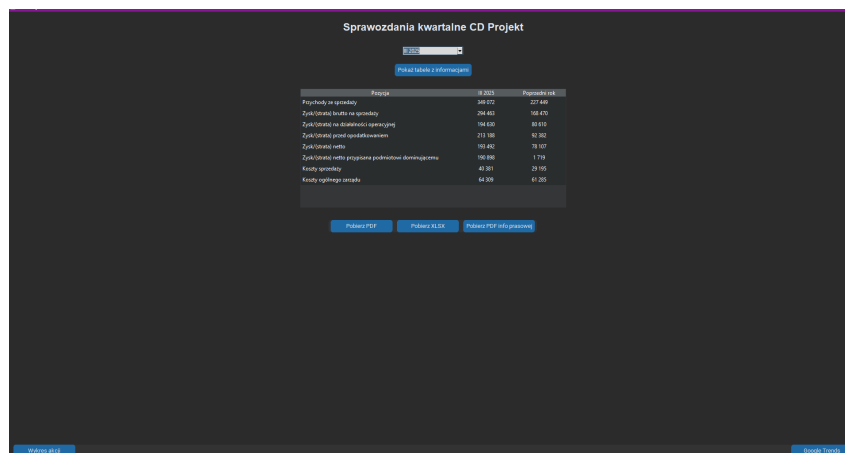 Sprawozdania kwartalne CD Projekt
Pokaż tabele z informacjami
Pozycja III 2025 Poprzedni rok
Przychody ze sprzedaży 349 072 227 449
Zysk/(strata) brutto na sprzedaży 294 463 168 470
Zysk/(strata) na działalności operacyjnej 194 630 80 610
Zysk/(strata) przed opodatkowaniem 213 188 92 382
Zysk/(strata) netto 193 492 78 107
Zysk/(strata) netto przypisana podmiotowi dominującemu 190 898 1 719
Koszty sprzedaży 40 381 29 195
Koszty ogólnego zarządu 64 309 61 285
Pobierz PDF Pobierz XLSX Pobierz PDF info prasowej
Wykres akcji Google Trends